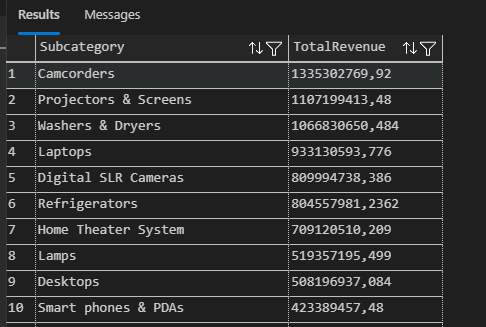 Results Messages
Subcategory TotalRevenue
1 Camcorders 1335302769,92
2 Projectors & Screens 1107199413,48
3 Washers & Dryers 1066830650,484
4 Laptops 933130593,776
5 Digital SLR Cameras 809994738,386
6 Refrigerators 804557981,2362
7 Home Theater System 709120510,209
8 Lamps 519357195,499
9 Desktops 508196937,084
10 Smart phones & PDAs 423389457,48